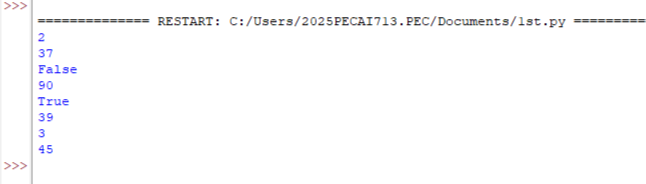 >>>
============== RESTART: C:/Users/2025PECAI713.PEC/Documents/1st.py =========
2
37
False
90
True
39
3
45
>>>